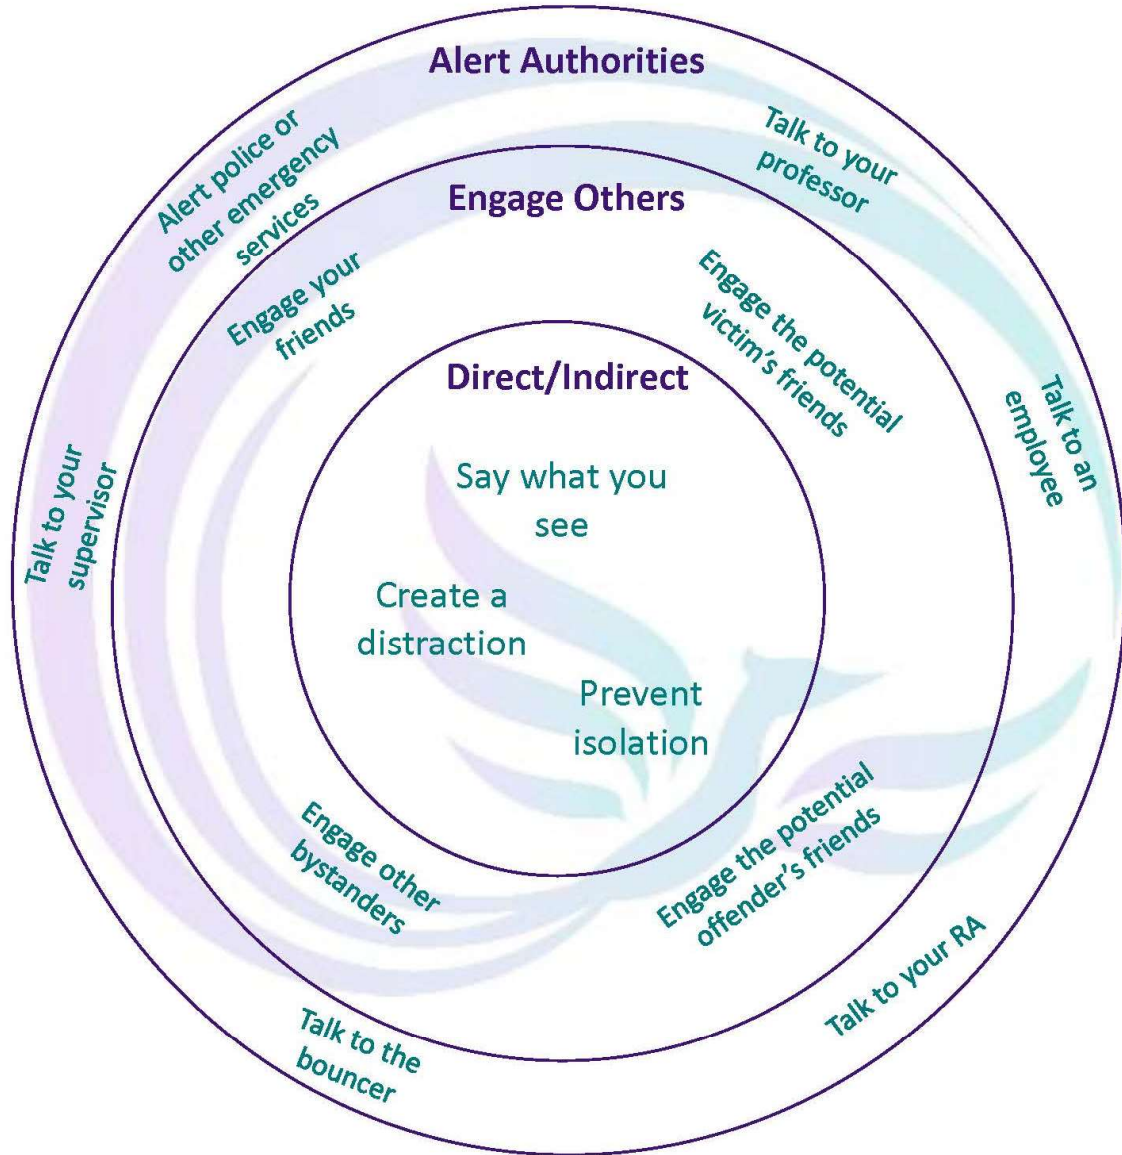 Alert Authorities
Alert police or
other emergency
services
Talk to your
professor
Talk to an
employee
Talk to your RA
Talk to the
bouncer
Talk to your
supervisor
Engage Others
Engage your
friends
Engage the potential
victim's friends
Engage the potential
offender's friends
Engage other
bystanders
Direct/Indirect
Say what you
see
Create a
distraction
Prevent
isolation